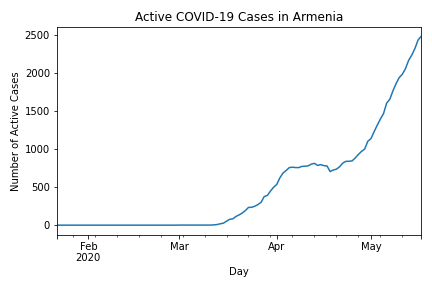 Active COVID-19 Cases in Armenia
2500
2000
1500
1000
500
0
Number of Active Cases
Feb
2020
Mar
Apr
May
Day